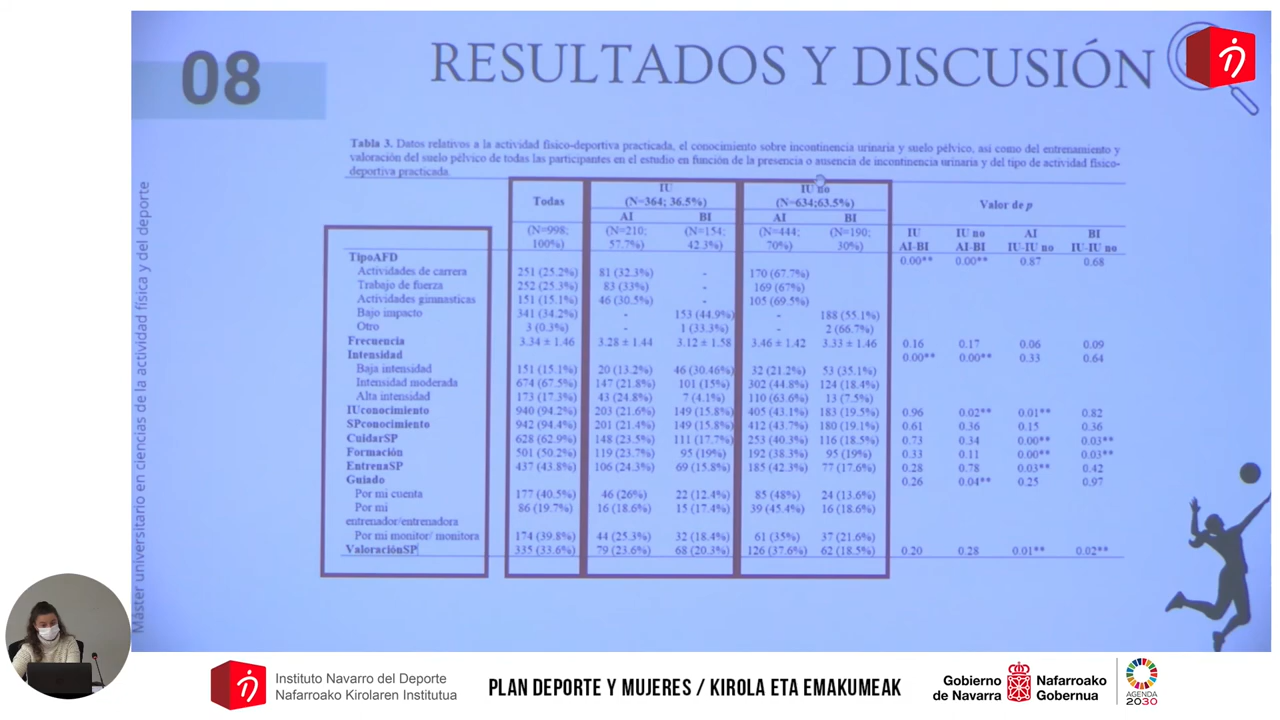 08
RESULTADOS Y DISCUSIÓN
Máster universitario en ciencias de la actividad física y del deporte
Tabla 3. Datos relativos a la actividad físico-deportiva practicada, el conocimiento sobre incontinencia urinaria y suelo pélvico, así como del entrenamiento y
valoración del suelo pélvico de todas las participantes en el estudio en función de la presencia o ausencia de incontinencia urinaria y del tipo de actividad físico-
deportiva practicada.
Todas IU IU no Valor de p
(N=364; 36.5%) (N=634;63.5%)
AI BI AI BI
(N=998; (N=210; (N=154; (N=444; (N=190; IU IU no AI BI
100%) 57.7%) 42.3%) 70%) 30%) AI-BI AI-BI IU-IU no IU-IU no
TipoAFD 0.00** 0.00** 0.87 0.68
Actividades de carrera 251 (25.2%) 81 (32.3%) - 170 (67.7%)
Trabajo de fuerza 252 (25.3%) 83 (33%) - 169 (67%)
Actividades gimnasticas 151 (15.1%) 46 (30.5%) - 105 (69.5%)
Bajo impacto 341 (34.2%) - 153 (44.9%) - 188 (55.1%)
Otro 3 (0.3%) - 1 (33.3%) - 2 (66.7%)
Frecuencia 3.34 ± 1.46 3.28 ± 1.44 3.12 ± 1.58 3.46 ± 1.42 3.33 ± 1.46 0.16 0.17 0.06 0.09
Intensidad 0.00** 0.00** 0.33 0.64
Baja intensidad 151 (15.1%) 20 (13.2%) 46 (30.46%) 32 (21.2%) 53 (35.1%)
Intensidad moderada 674 (67.5%) 147 (21.8%) 101 (15%) 302 (44.8%) 124 (18.4%)
Alta intensidad 173 (17.3%) 43 (24.8%) 7 (4.1%) 110 (63.6%) 13 (7.5%)
IUconocimiento 940 (94.2%) 203 (21.6%) 149 (15.8%) 405 (43.1%) 183 (19.5%) 0.96 0.02** 0.01** 0.82
SPconocimiento 942 (94.4%) 201 (21.4%) 149 (15.8%) 412 (43.7%) 180 (19.1%) 0.61 0.36 0.15 0.36
CuidarSP 628 (62.9%) 148 (23.5%) 111 (17.7%) 253 (40.3%) 116 (18.5%) 0.73 0.34 0.00** 0.03**
Formación 501 (50.2%) 119 (23.7%) 95 (19%) 192 (38.3%) 95 (19%) 0.33 0.11 0.00** 0.03**
EntrenaSP 437 (43.8%) 106 (24.3%) 69 (15.8%) 185 (42.3%) 77 (17.6%) 0.28 0.78 0.03** 0.42
Guiado 0.26 0.04** 0.25 0.97
Por mi cuenta 177 (40.5%) 46 (26%) 22 (12.4%) 85 (48%) 24 (13.6%)
Por mi 86 (19.7%) 16 (18.6%) 15 (17.4%) 39 (45.4%) 16 (18.6%)
entrenador/entrenadora
Por mi monitor/ monitora 174 (39.8%) 44 (25.3%) 32 (18.4%) 61 (35%) 37 (21.6%)
ValoraciónSP 335 (33.6%) 79 (23.6%) 68 (20.3%) 126 (37.6%) 62 (18.5%) 0.20 0.28 0.01** 0.02**
Instituto Navarro del Deporte
Nafarroako Kirolaren Institutua
PLAN DEPORTE Y MUJERES / KIROLA ETA EMAKUMEAK
Gobierno
de Navarra
Nafarroako
Gobernua
AGENDA
2030